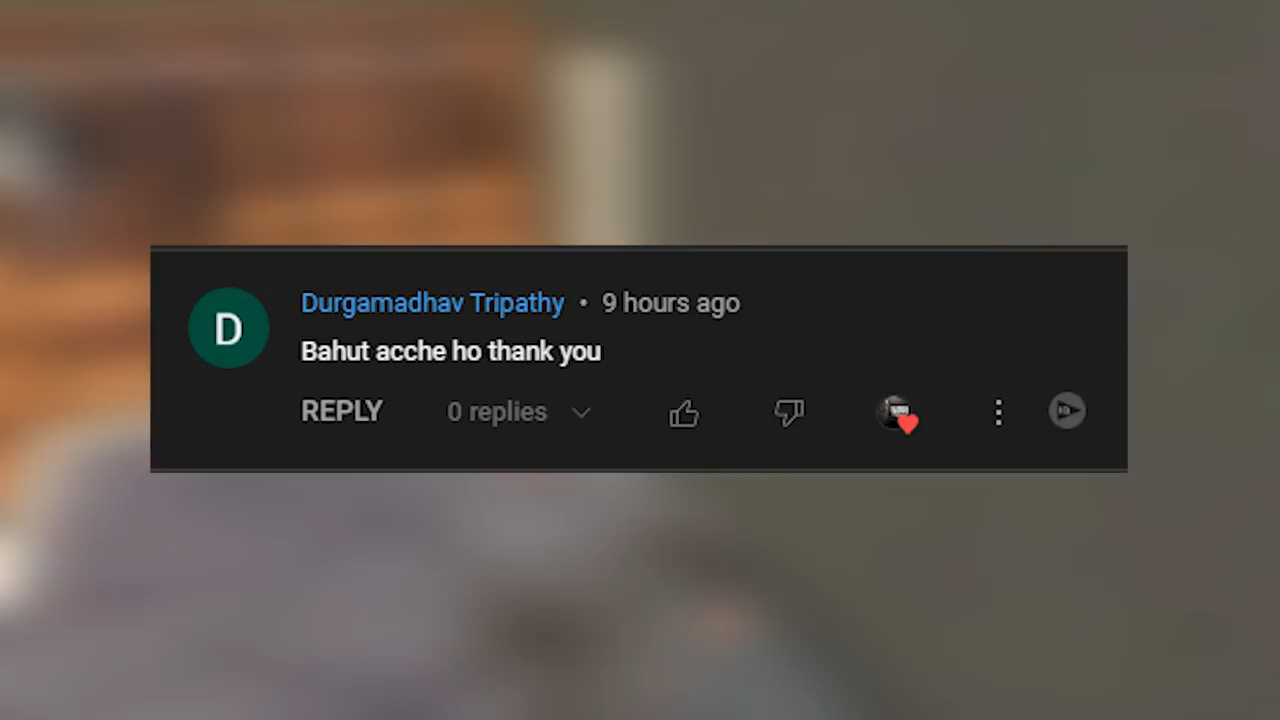 D
Durgamadhav Tripathy • 9 hours ago
Bahut acche ho thank you
REPLY 0 replies